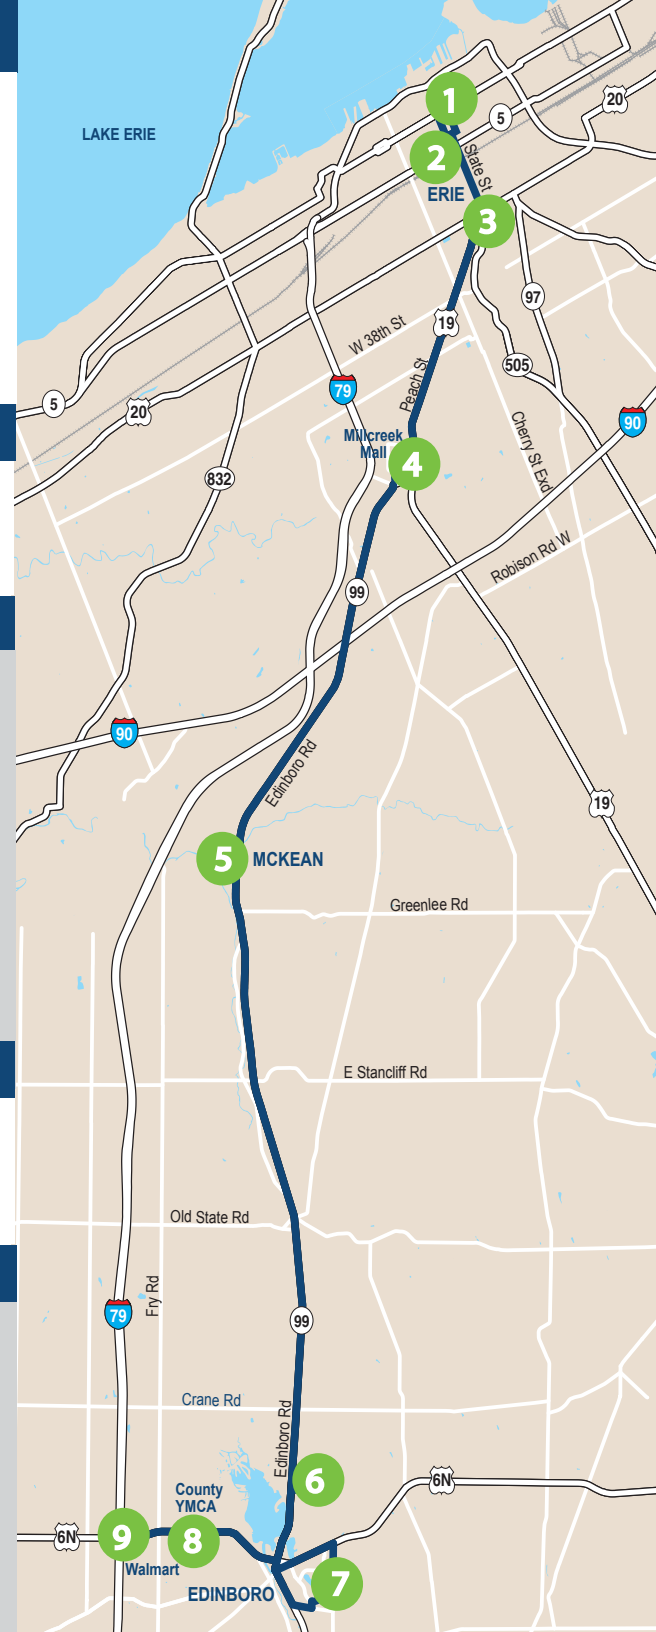 1
20
5
LAKE ERIE
2
State St
ERIE
3
97
19
W 38th St
505
79
Peach St
5
20
90
Cherry St Exd
Millcreek
Mall
4
832
Robison Rd W
99
90
Edinboro Rd
19
5
MCKEAN
Greenlee Rd
E Stancliff Rd
Old State Rd
Fry Rd
79
99
Crane Rd
Edinboro Rd
6
6N
County
YMCA
6N
9
8
Walmart
7
EDINBORO